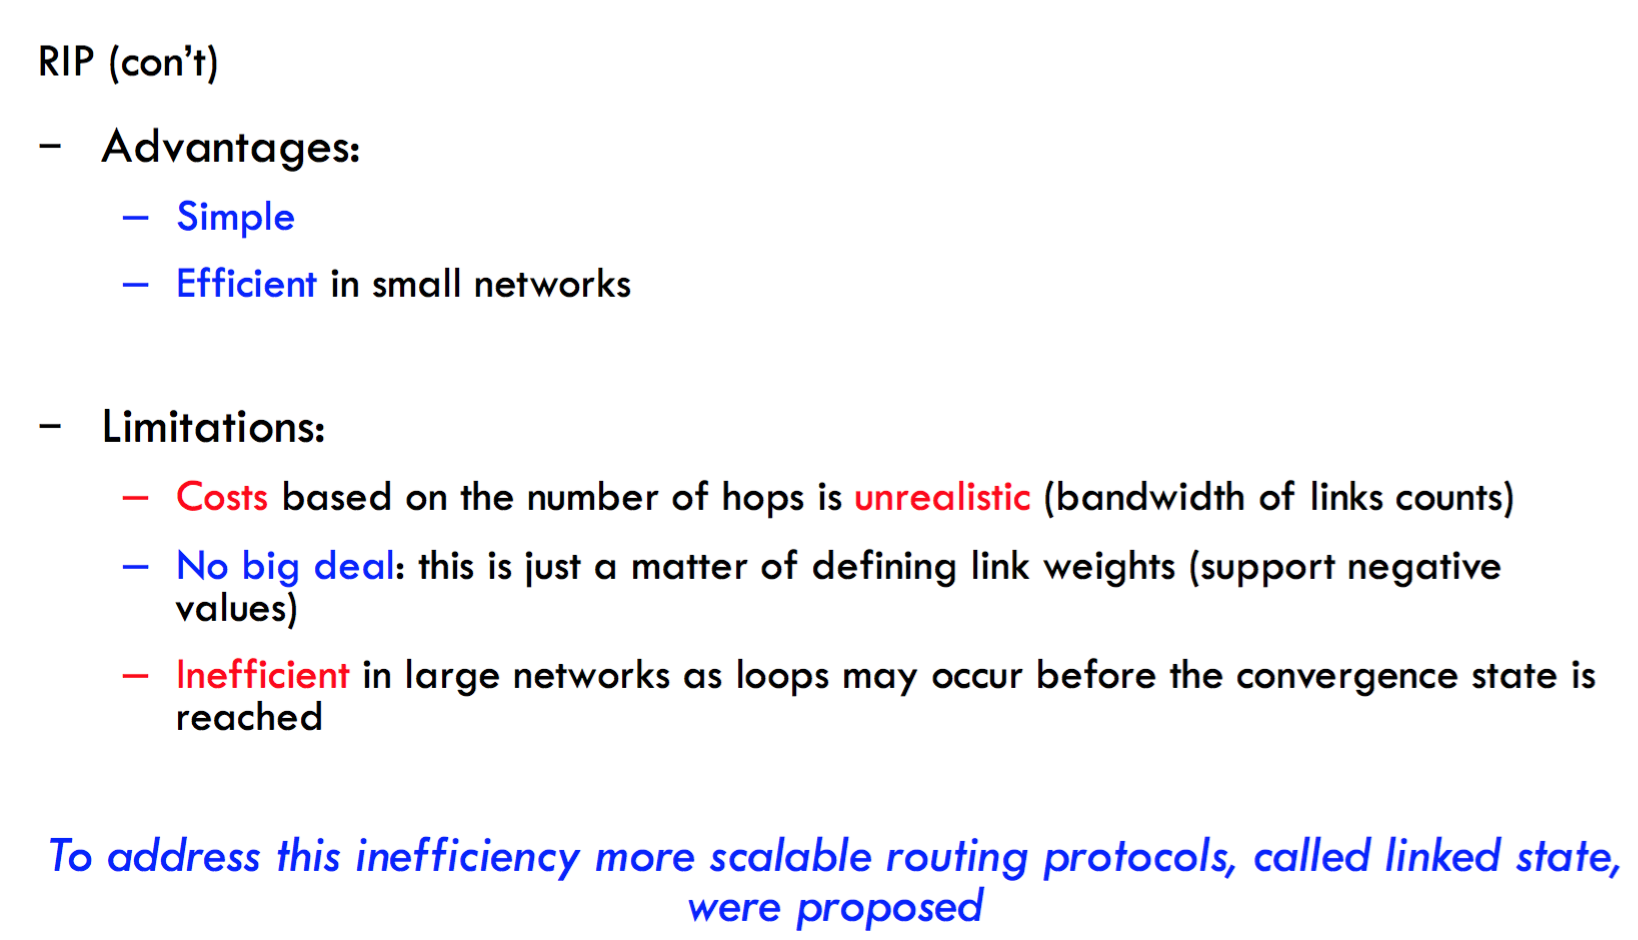 RIP (con’t)
− Advantages:
– Simple
– Efficient in small networks
− Limitations:
– Costs based on the number of hops is unrealistic (bandwidth of links counts)
– No big deal: this is just a matter of defining link weights (support negative
values)
– Inefficient in large networks as loops may occur before the convergence state is
reached
To address this inefficiency more scalable routing protocols, called linked state,
were proposed